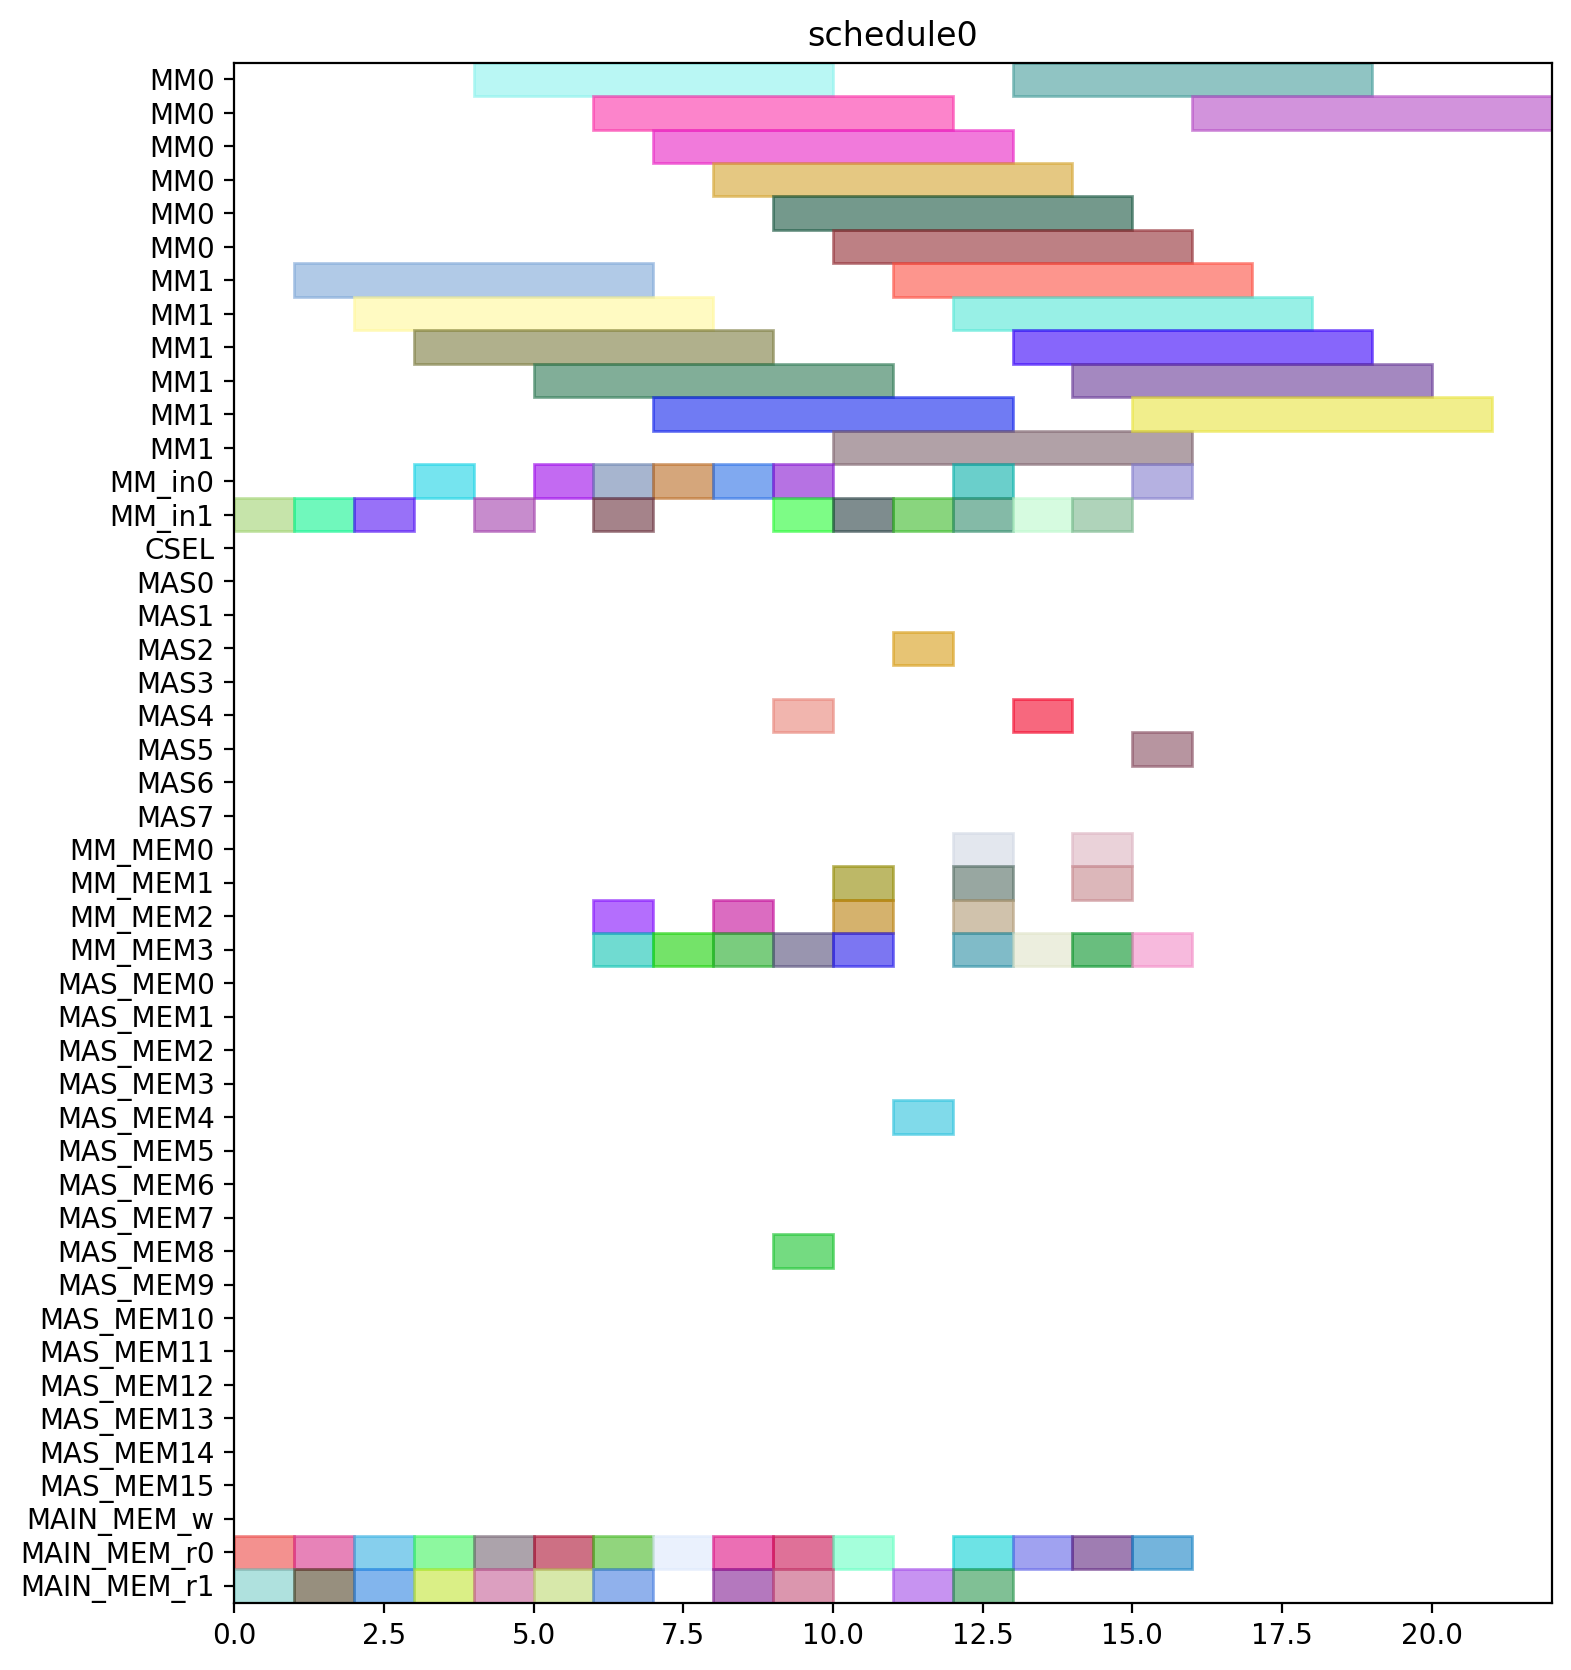 schedule0
MM0
MM0
MM0
MM0
MM0
MM0
MM1
MM1
MM1
MM1
MM1
MM1
MM_in0
MM_in1
CSEL
MAS0
MAS1
MAS2
MAS3
MAS4
MAS5
MAS6
MAS7
MM_MEM0
MM_MEM1
MM_MEM2
MM_MEM3
MAS_MEM0
MAS_MEM1
MAS_MEM2
MAS_MEM3
MAS_MEM4
MAS_MEM5
MAS_MEM6
MAS_MEM7
MAS_MEM8
MAS_MEM9
MAS_MEM10
MAS_MEM11
MAS_MEM12
MAS_MEM13
MAS_MEM14
MAS_MEM15
MAIN_MEM_w
MAIN_MEM_r0
MAIN_MEM_r1
0.0 2.5 5.0 7.5 10.0 12.5 15.0 17.5 20.0